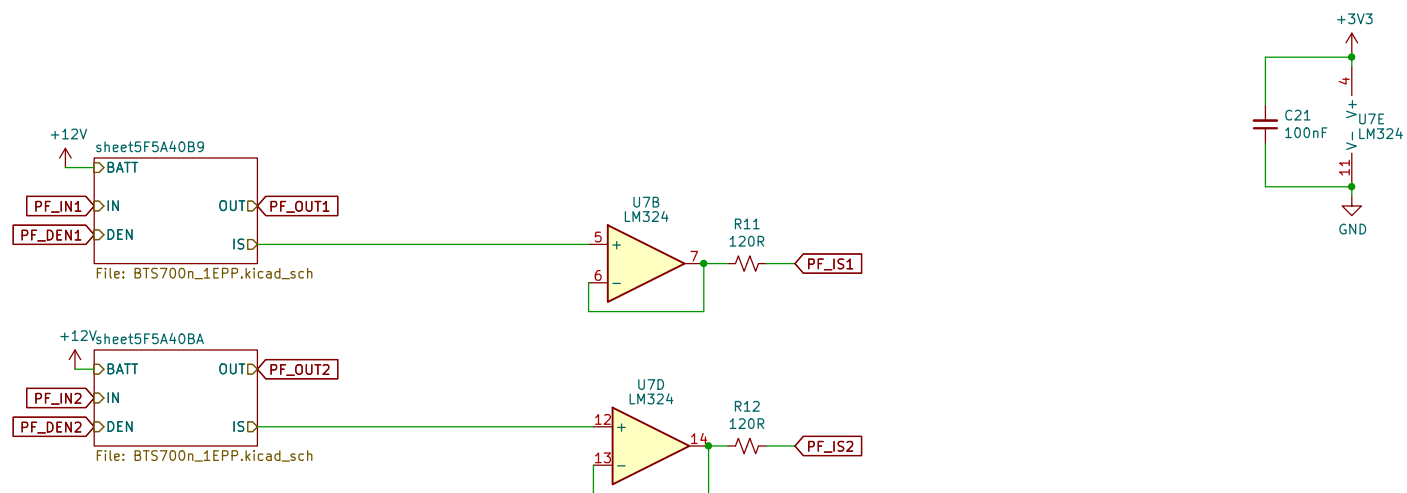 +3V3
4
V+
C21
100nF
U7E
LM324
V-
11
GND
+12V
sheet5F5A40B9
BATT
PF_IN1
IN
OUT
PF_OUT1
PF_DEN1
DEN
IS
File: BTS700n_1EPP.kicad_sch
U7B
LM324
5
+
6
−
7
R11
120R
PF_IS1
+12V
sheet5F5A40BA
BATT
OUT
PF_OUT2
PF_IN2
IN
PF_DEN2
DEN
IS
File: BTS700n_1EPP.kicad_sch
U7D
LM324
12
+
13
−
14
R12
120R
PF_IS2